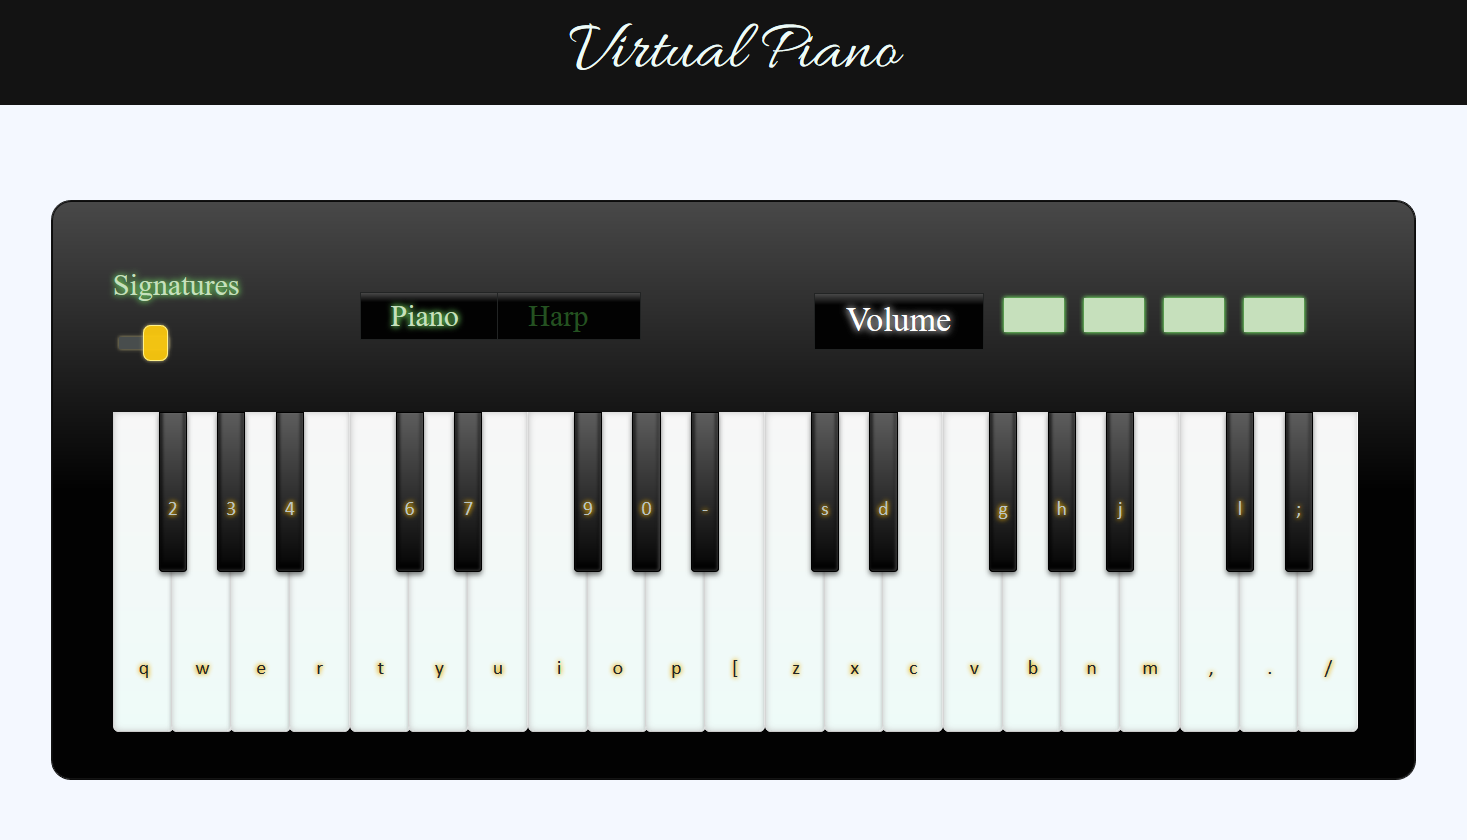 Virtual Piano
Signatures
Piano Harp
Volume
2 3 4 6 7 9 0 - s d g h j l ;
q w e r t y u i o p [ z x c v b n m , . /